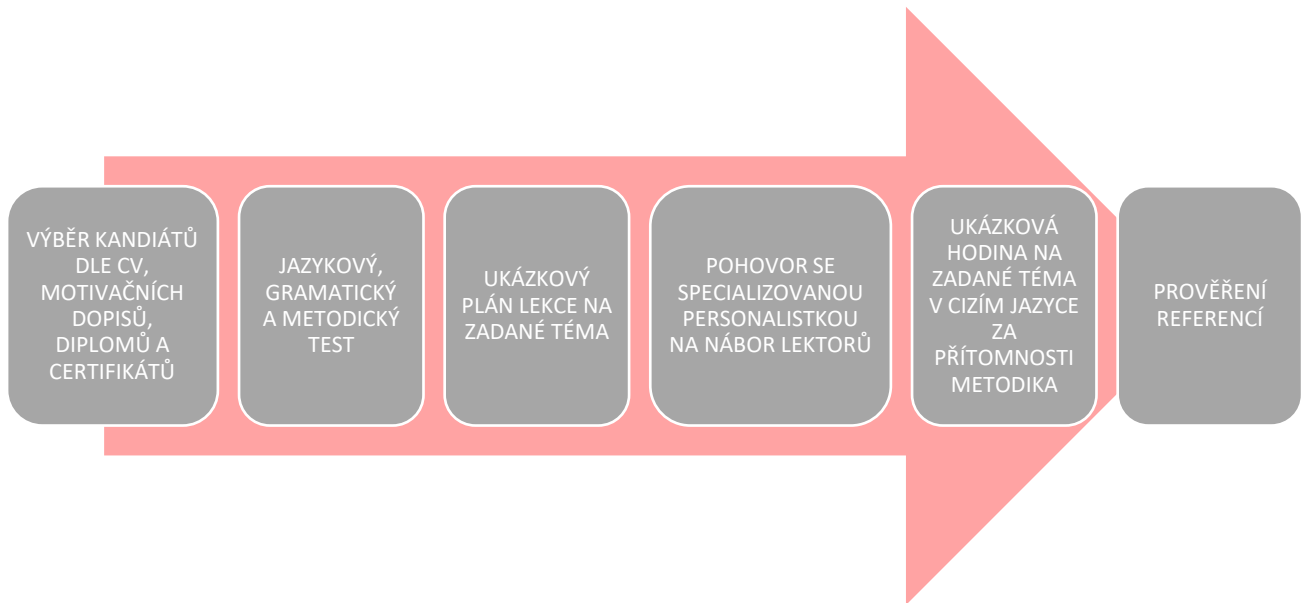 VÝBĚR KANDIÁTŮ
DLE CV,
MOTIVAČNÍCH
DOPISŮ,
DIPLOMŮ A
CERTIFIKÁTŮ
JAZYKOVÝ,
GRAMATICKÝ
A METODICKÝ
TEST
UKÁZKOVÝ
PLÁN LEKCE NA
ZADANÉ TÉMA
POHOVOR SE
SPECIALIZOVANOU
PERSONALISTKOU
NA NÁBOR LEKTORŮ
UKÁZKOVÁ
HODINA NA
ZADANÉ TÉMA
V CIZÍM JAZYCE
ZA
PŘÍTOMNOSTI
METODIKA
PROVĚŘENÍ
REFERENCÍ